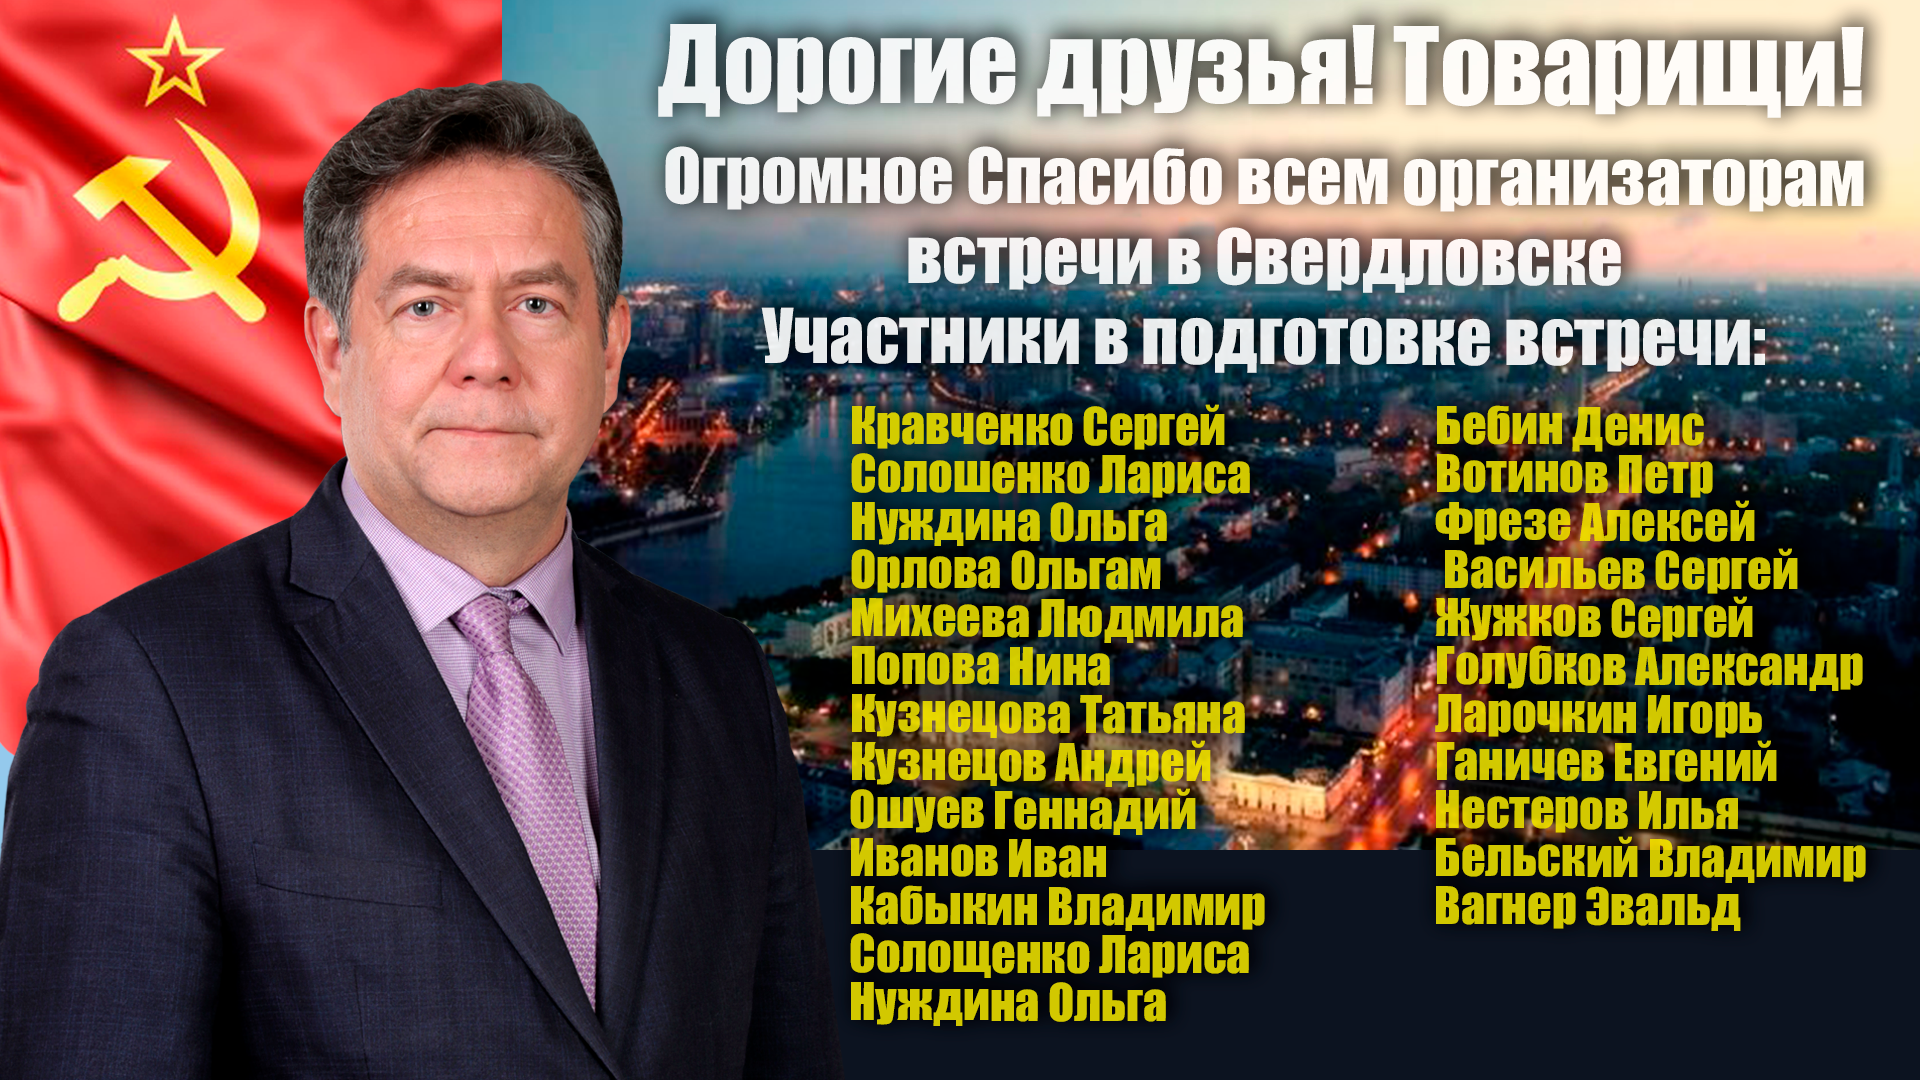 Дорогие друзья! Товарищи!
Огромное Спасибо всем организаторам
встречи в Свердловске
Участники в подготовке встречи:
Кравченко Сергей
Солошенко Лариса
Нуждина Ольга
Орлова Ольгам
Михеева Людмила
Попова Нина
Кузнецова Татьяна
Кузнецов Андрей
Ошуев Геннадий
Иванов Иван
Кабыкин Владимир
Солощенко Лариса
Нуждина Ольга
Бебин Денис
Вотинов Петр
Фрезе Алексей
Васильев Сергей
Жужков Сергей
Голубков Александр
Ларочкин Игорь
Ганичев Евгений
Нестеров Илья
Бельский Владимир
Вагнер Эвальд